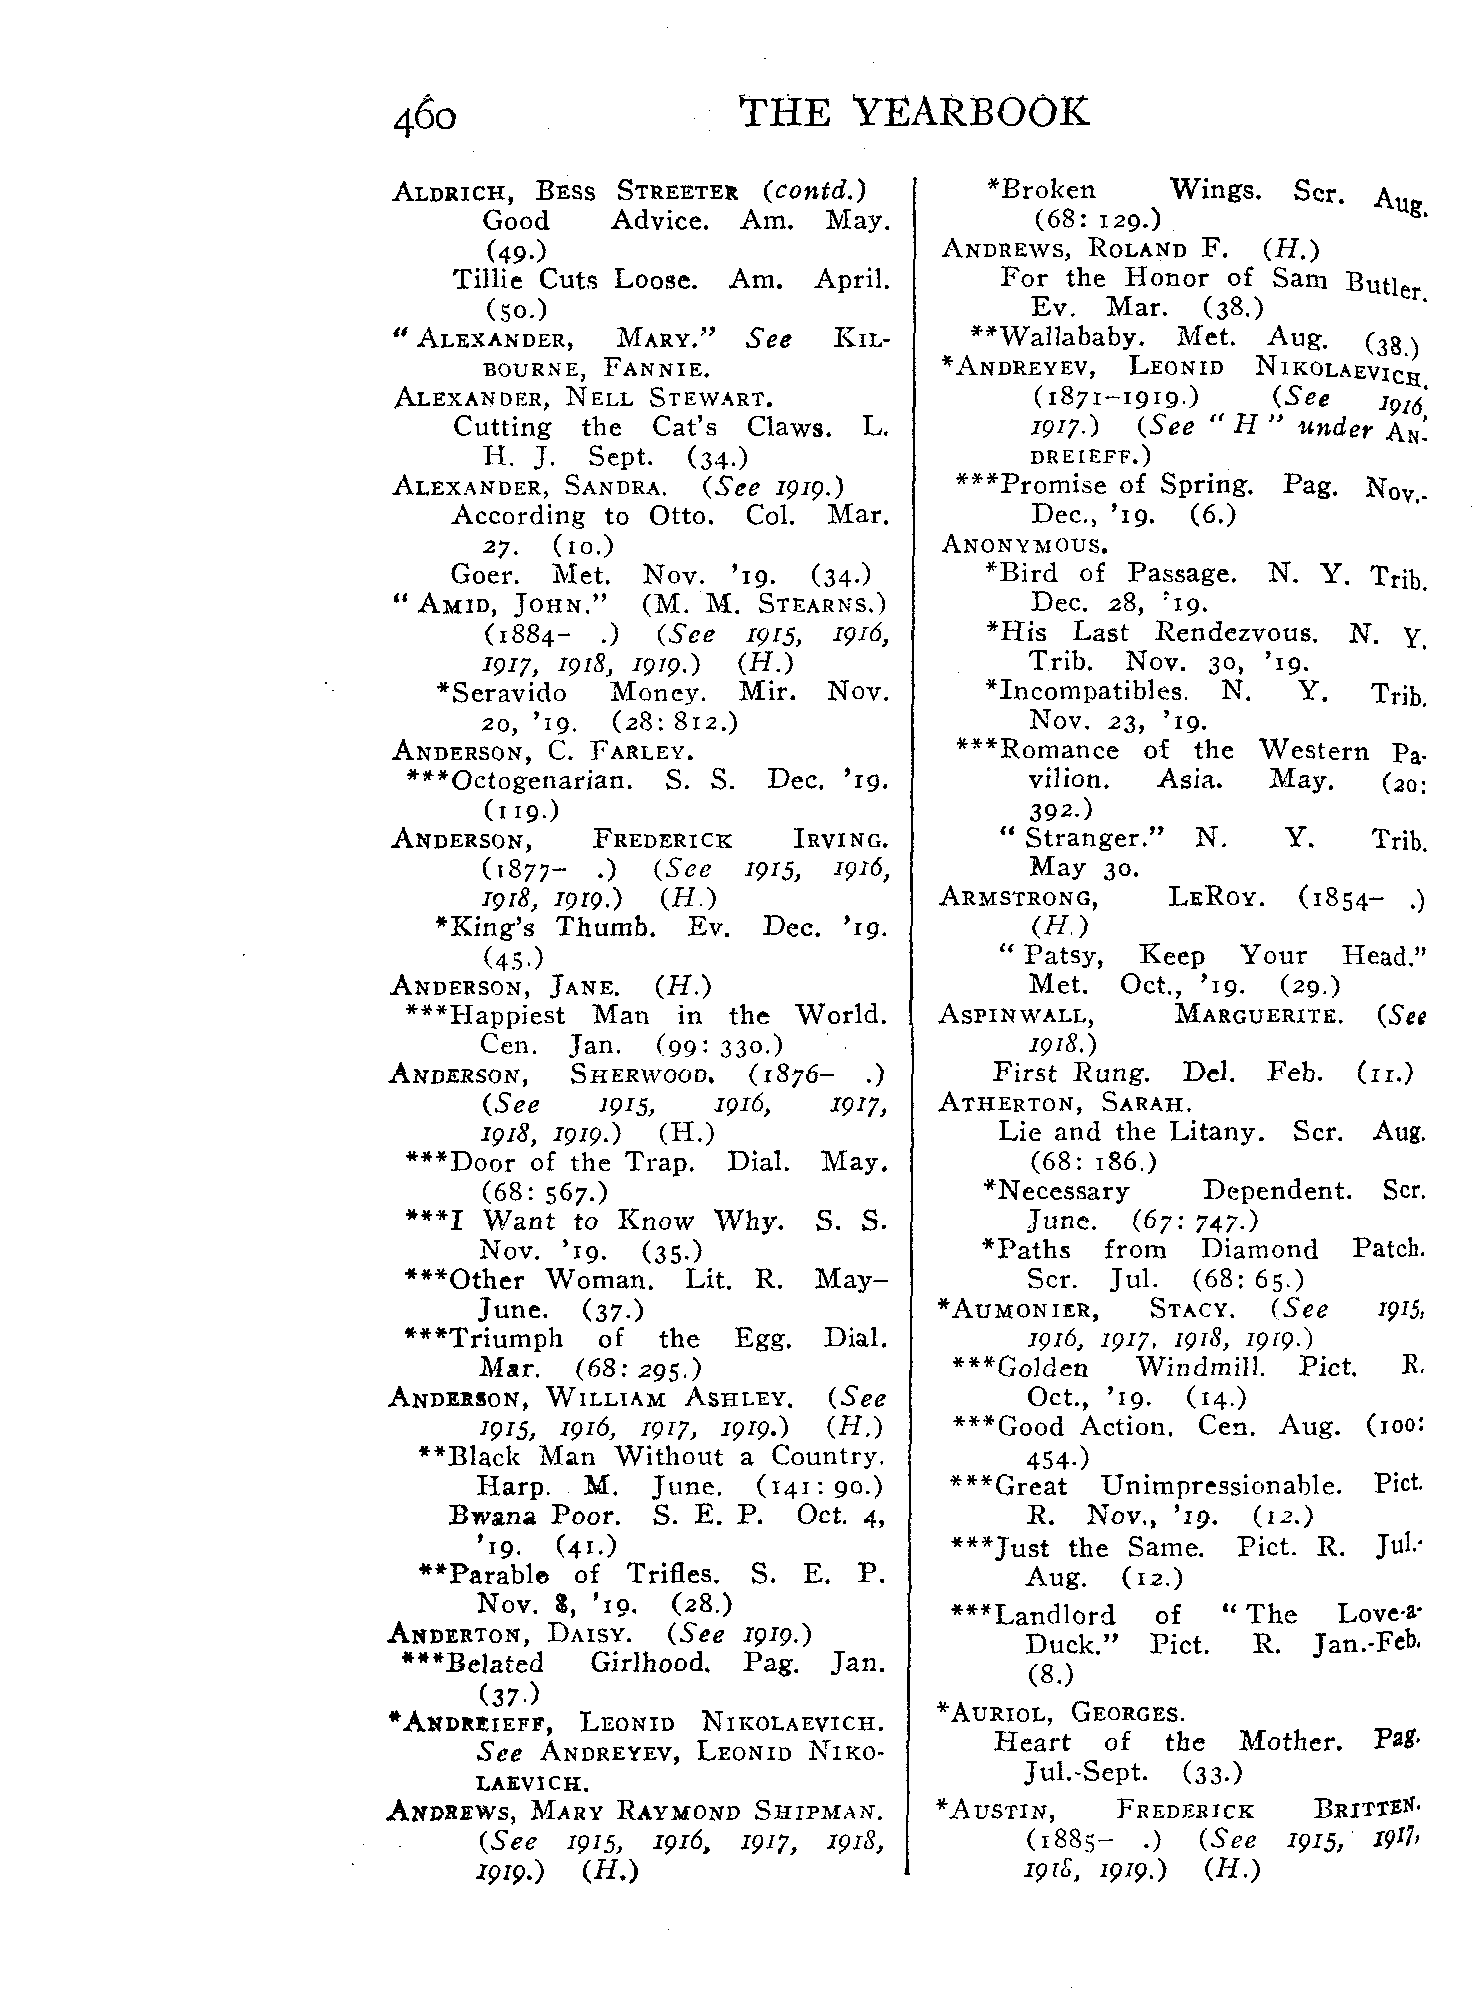 460 THE YEARBOOK
ALDRICH, BESS STREETER (contd.)
Good Advice. Am. May.
(49.)
Tillie Cuts Loose. Am. April.
(50.)
“ ALEXANDER, MARY.” See KIL-
BOURNE, FANNIE.
ALEXANDER, NELL STEWART.
Cutting the Cat’s Claws. L.
H. J. Sept. (34.)
ALEXANDER, SANDRA. (See 1919.)
According to Otto. Col. Mar.
27. (10.)
Goer. Met. Nov. ’19. (34.)
“ AMID, JOHN.” (M. M. STEARNS.)
(1884– .) (See 1915, 1916,
1917, 1918, 1919.) (H.)
*Seravido Money. Mir. Nov.
20, ’19. (28: 812.)
ANDERSON, C. FARLEY.
***Octogenarian. S. S. Dec. ’19.
(119.)
ANDERSON, FREDERICK IRVING.
(1877– .) (See 1915, 1916,
1918, 1919.) (H.)
*King’s Thumb. Ev. Dec. ’19.
(45.)
ANDERSON, JANE. (H.)
***Happiest Man in the World.
Cen. Jan. (99: 330.)
ANDERSON, SHERWOOD. (1876– .)
(See 1915, 1916, 1917,
1918, 1919.) (H.)
***Door of the Trap. Dial. May.
(68: 567.)
***I Want to Know Why. S. S.
Nov. ’19. (35.)
***Other Woman. Lit. R. May–
June. (37.)
***Triumph of the Egg. Dial.
Mar. (68: 295.)
ANDERSON, WILLIAM ASHLEY. (See
1915, 1916, 1917, 1919.) (H.)
**Black Man Without a Country.
Harp. M. June. (141: 90.)
Bwana Poor. S. E. P. Oct. 4,
’19. (41.)
**Parable of Trifles. S. E. P.
Nov. 8, ’19. (28.)
ANDERTON, DAISY. (See 1919.)
***Belated Girlhood. Pag. Jan.
(37.)
*ANDREIEFF, LEONID NIKOLAEVICH.
See ANDREYEV, LEONID NIKO-
LAEVICH.
ANDREWS, MARY RAYMOND SHIPMAN.
(See 1915, 1916, 1917, 1918,
1919.) (H.)
*Broken Wings. Scr. Aug.
(68: 129.)
ANDREWS, ROLAND F. (H.)
For the Honor of Sam Butler.
Ev. Mar. (38.)
**Wallababy. Met. Aug. (38.)
*ANDREYEV, LEONID NIKOLAEVICH.
(1871–1919.) (See 1916,
1917.) (See “ H ” under AN-
DREIEFF.)
***Promise of Spring. Pag. Nov.-
Dec., ’19. (6.)
ANONYMOUS.
*Bird of Passage. N. Y. Trib.
Dec. 28, ’19.
*His Last Rendezvous. N. Y.
Trib. Nov. 30, ’19.
*Incompatibles. N. Y. Trib.
Nov. 23, ’19.
***Romance of the Western Pa-
vilion. Asia. May. (20:
392.)
“ Stranger.” N. Y. Trib.
May 30.
ARMSTRONG, LEROY. (1854– .)
(H.)
“ Patsy, Keep Your Head.”
Met. Oct., ’19. (29.)
ASPINWALL, MARGUERITE. (See
1918.)
First Rung. Del. Feb. (11.)
ATHERTON, SARAH.
Lie and the Litany. Scr. Aug.
(68: 186.)
*Necessary Dependent. Scr.
June. (67: 747.)
*Paths from Diamond Patch.
Scr. Jul. (68: 65.)
*AUMONIER, STACY. (See 1915,
1916, 1917, 1918, 1919.)
***Golden Windmill. Pict. R.
Oct., ’19. (14.)
***Good Action. Cen. Aug. (100:
454.)
***Great Unimpressionable. Pict.
R. Nov., ’19. (12.)
***Just the Same. Pict. R. Jul.-
Aug. (12.)
***Landlord of “ The Love-a-
Duck.” Pict. R. Jan.-Feb.
(8.)
*AURIOL, GEORGES.
Heart of the Mother. Pag.
Jul.-Sept. (33.)
*AUSTIN, FREDERICK BRITTEN.
(1885– .) (See 1915, 1917,
1918, 1919.) (H.)